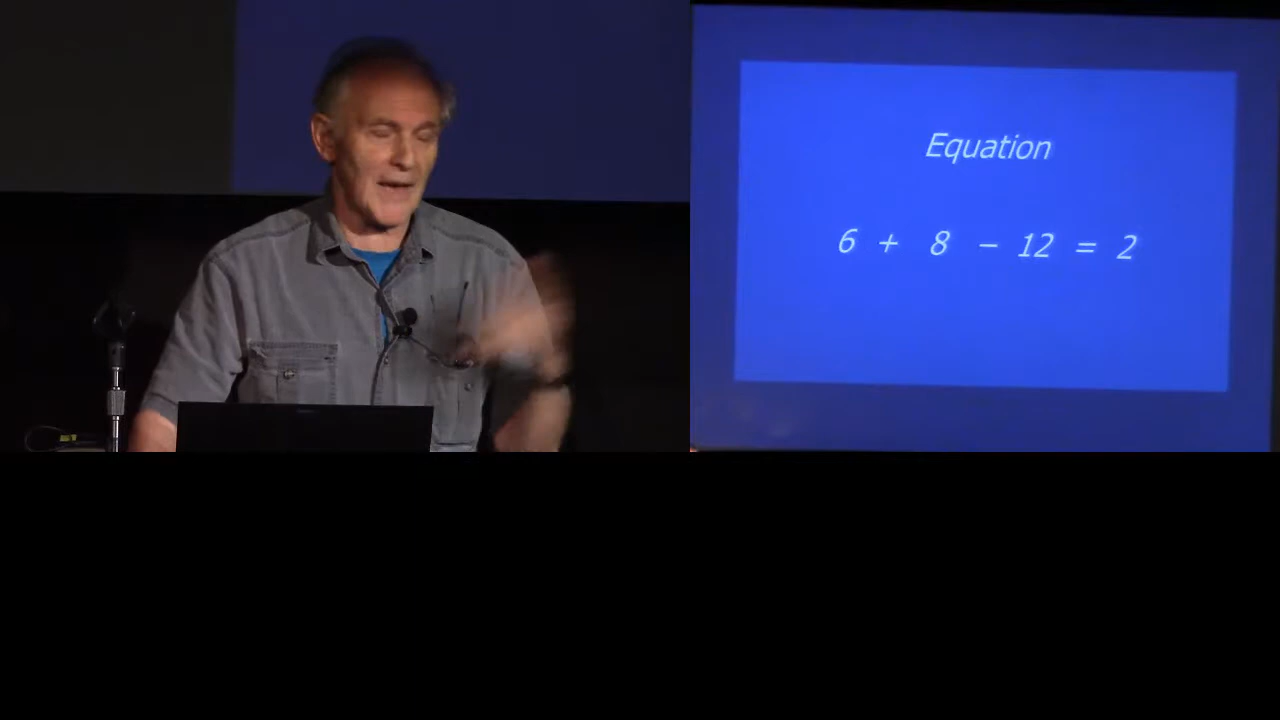 Equation
6 + 8 – 12 = 2